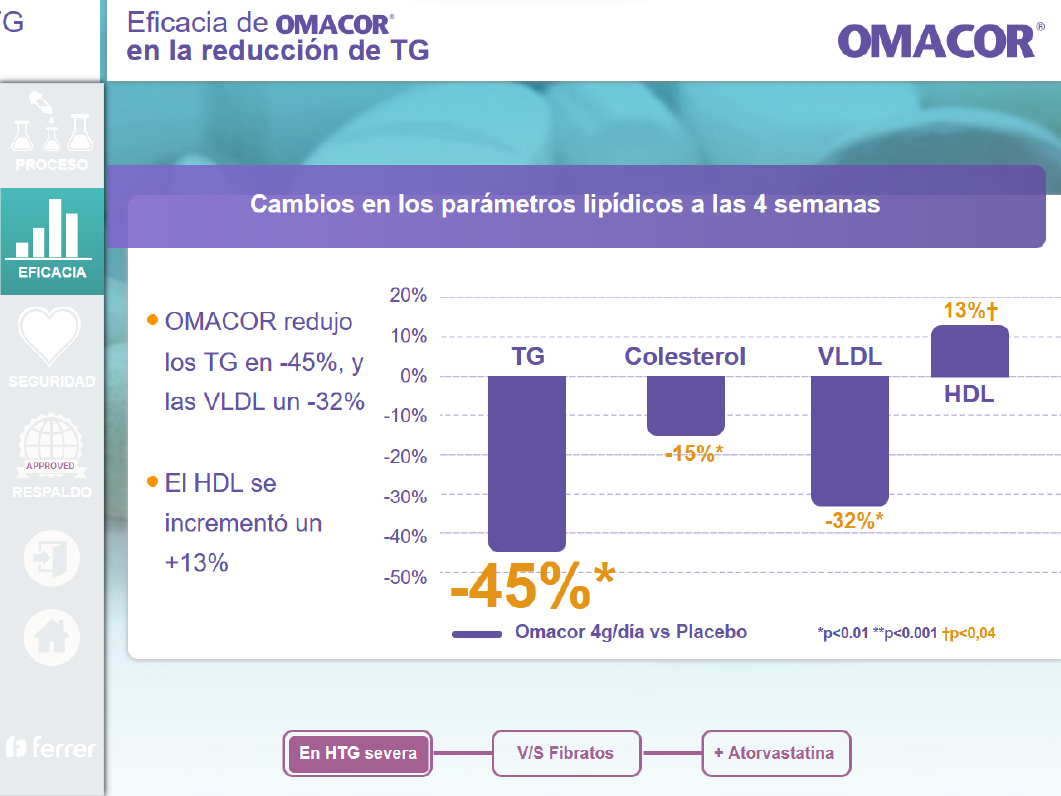 TG
Eficacia de OMACOR®
en la reducción de TG
OMACOR®
PROCESO
EFICACIA
SEGURIDAD
APPROVED
RESPALDO
ferrer
Cambios en los parámetros lipídicos a las 4 semanas
OMACOR redujo
los TG en -45%, y
las VLDL un -32%
El HDL se
incrementó un
+13%
20%
10%
0%
-10%
-20%
-30%
-40%
-50%
TG
Colesterol
VLDL
HDL
13%†
-15%*
-32%*
-45%*
Omacor 4g/día vs Placebo
*p<0.01 **p<0.001 †p<0,04
En HTG severa
V/S Fibratos
+ Atorvastatina